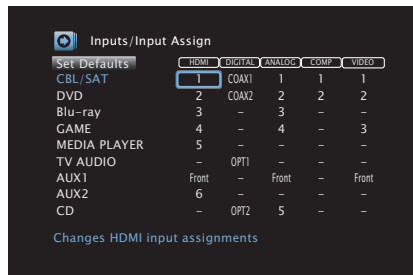 Inputs/Input Assign
Set Defaults HDMI DIGITAL ANALOG COMP VIDEO
CBL/SAT 1 COAX1 1 1 1
DVD 2 COAX2 2 2 2
Blu-ray 3 – 3 – –
GAME 4 – 4 – 3
MEDIA PLAYER 5 – – – –
TV AUDIO – OPT1 – – –
AUX1 Front – Front – Front
AUX2 6 – – – –
CD – OPT2 5 – –
Changes HDMI input assignments